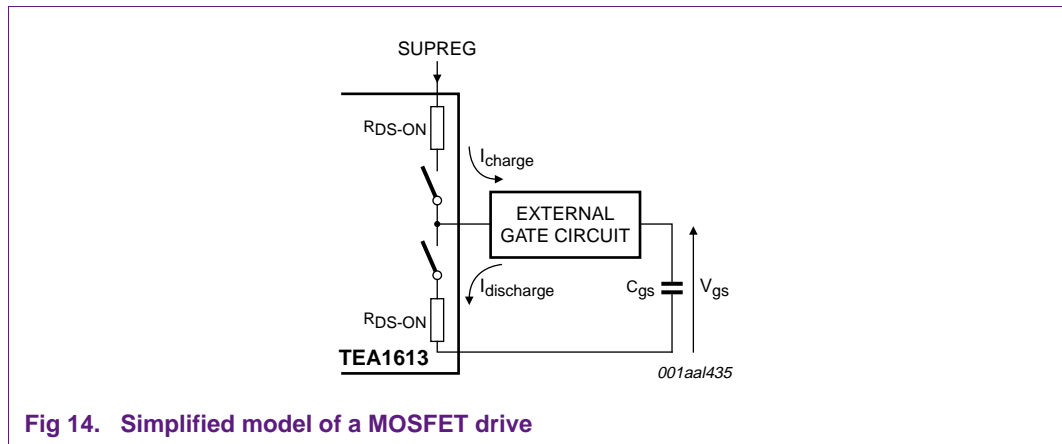 SUPREG
RDS-ON
Icharge
EXTERNAL
GATE CIRCUIT
Idischarge
Cgs
Vgs
RDS-ON
TEA1613
001aal435
Fig 14. Simplified model of a MOSFET drive